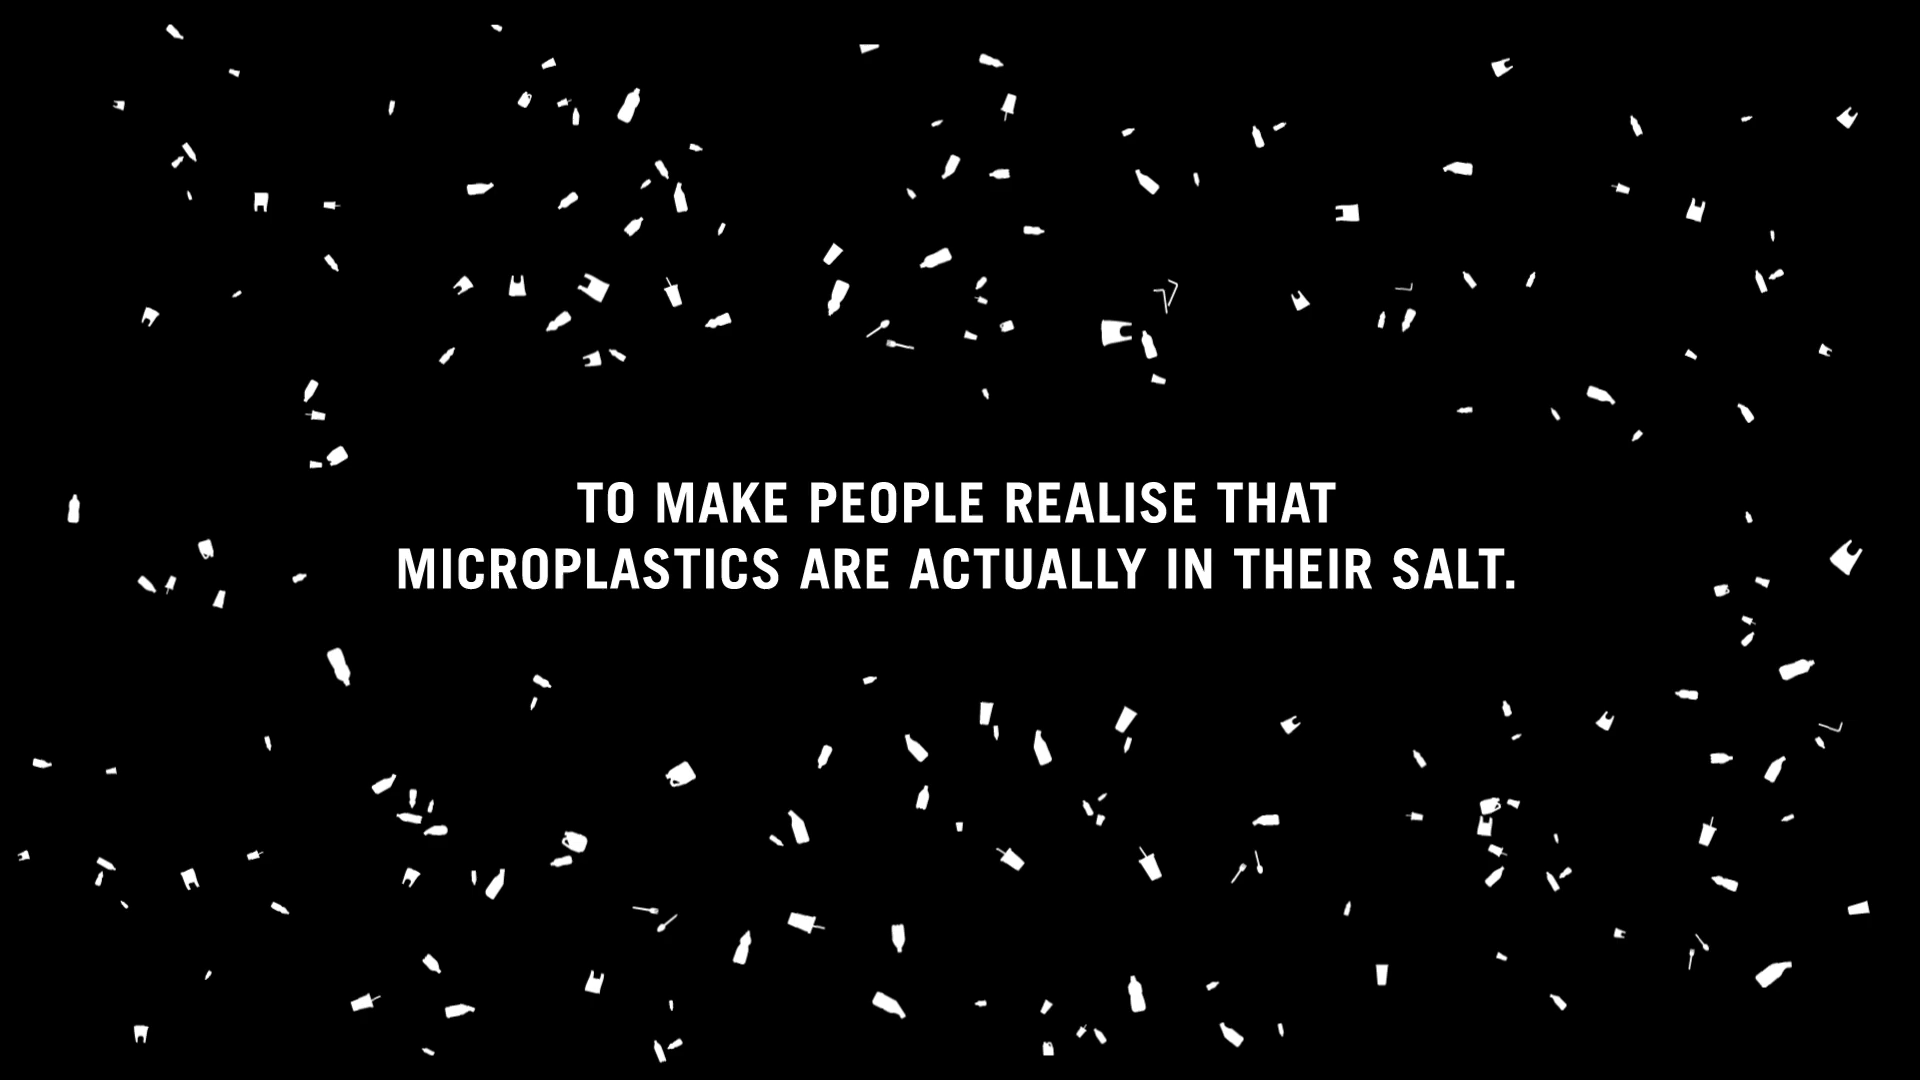 TO MAKE PEOPLE REALISE THAT
MICROPLASTICS ARE ACTUALLY IN THEIR SALT.